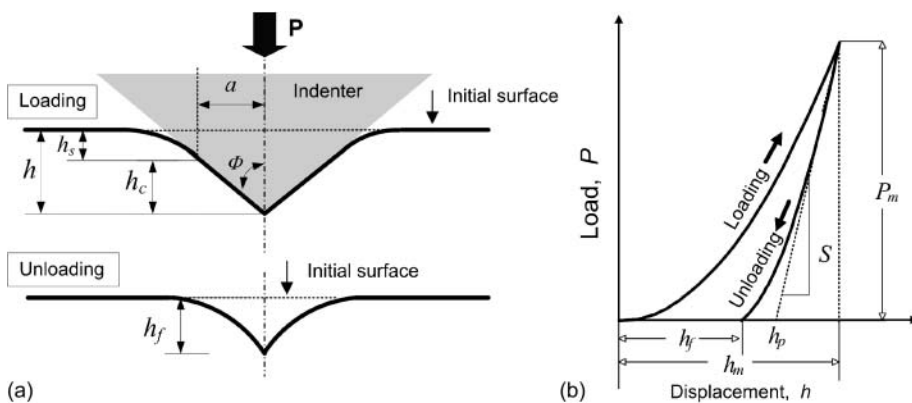 P
a
Indenter
Loading
Initial surface
h_s
h
Φ
h_c
Unloading
Initial surface
h_f
(a)
Load, P
Loading
Unloading
P_m
S
h_f
h_p
h_m
(b)
Displacement, h